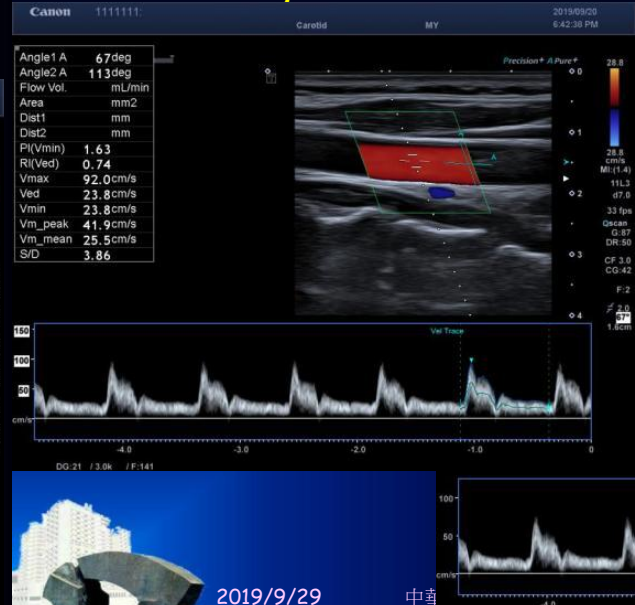 Canon 1111111: 2019/09/20
Carotid MY 6:42:30 PM
Precision+ A Pure+
Angle1 A 67deg
Angle2 A 113deg
Flow Vol. mL/min
Area mm2
Dist1 mm
Dist2 mm
PI(Vmin) 1.63
RI(Ved) 0.74
Vmax 92.0cm/s
Ved 23.8cm/s
Vmin 23.8cm/s
Vm_peak 41.9cm/s
Vm_mean 25.5cm/s
S/D 3.86
0
1
2
3
4
A
28.8
28.8
cm/s
MI:(1.4)
11L3
d7.0
33 fps
Qscan
G:87
DR:50
CF 3.0
CG:42
F:2
2.0
67°
1.6cm
Vel Trace
150
100
50
cm/s
-4.0 -3.0 -2.0 -1.0 0
DG:21 / 3.0k / F:141
100
50
cm/s
2019/9/29